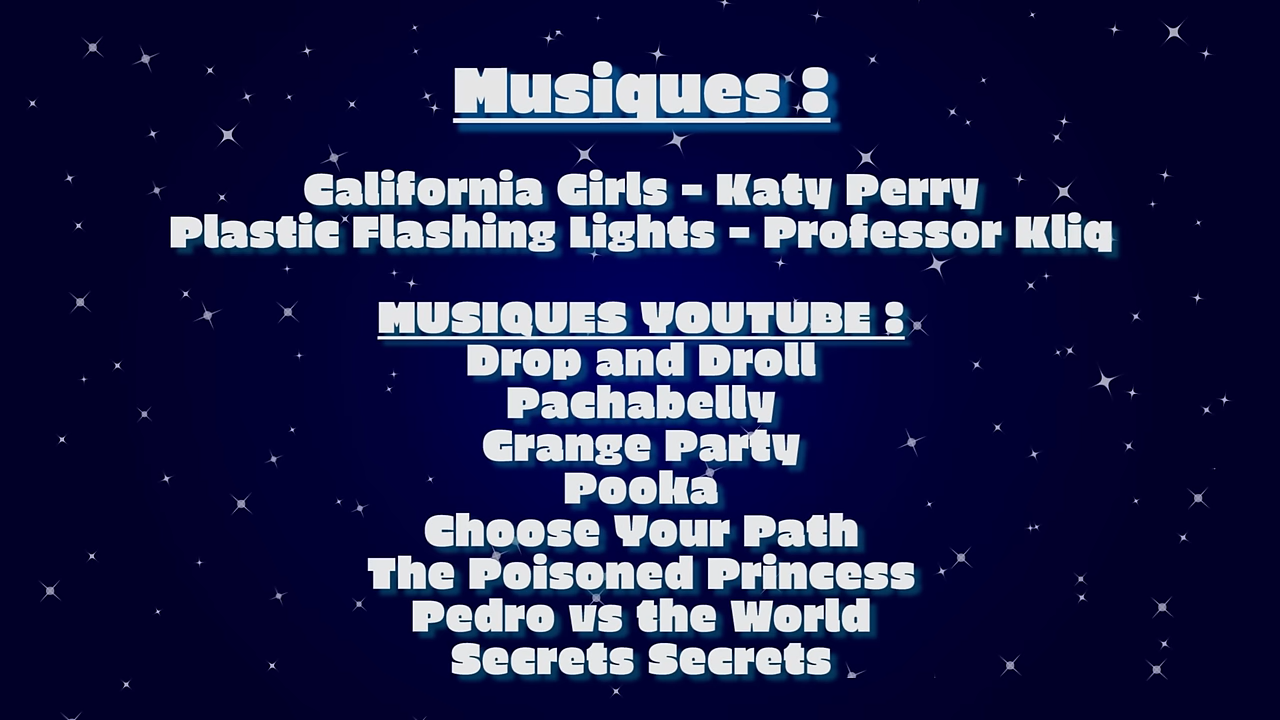 Musiques :
California Girls - Katy Perry
Plastic Flashing Lights - Professor Kliq
MUSIQUES YOUTUBE :
Drop and Droll
Pachabelly
Grange Party
Pooka
Choose Your Path
The Poisoned Princess
Pedro vs the World
Secrets Secrets